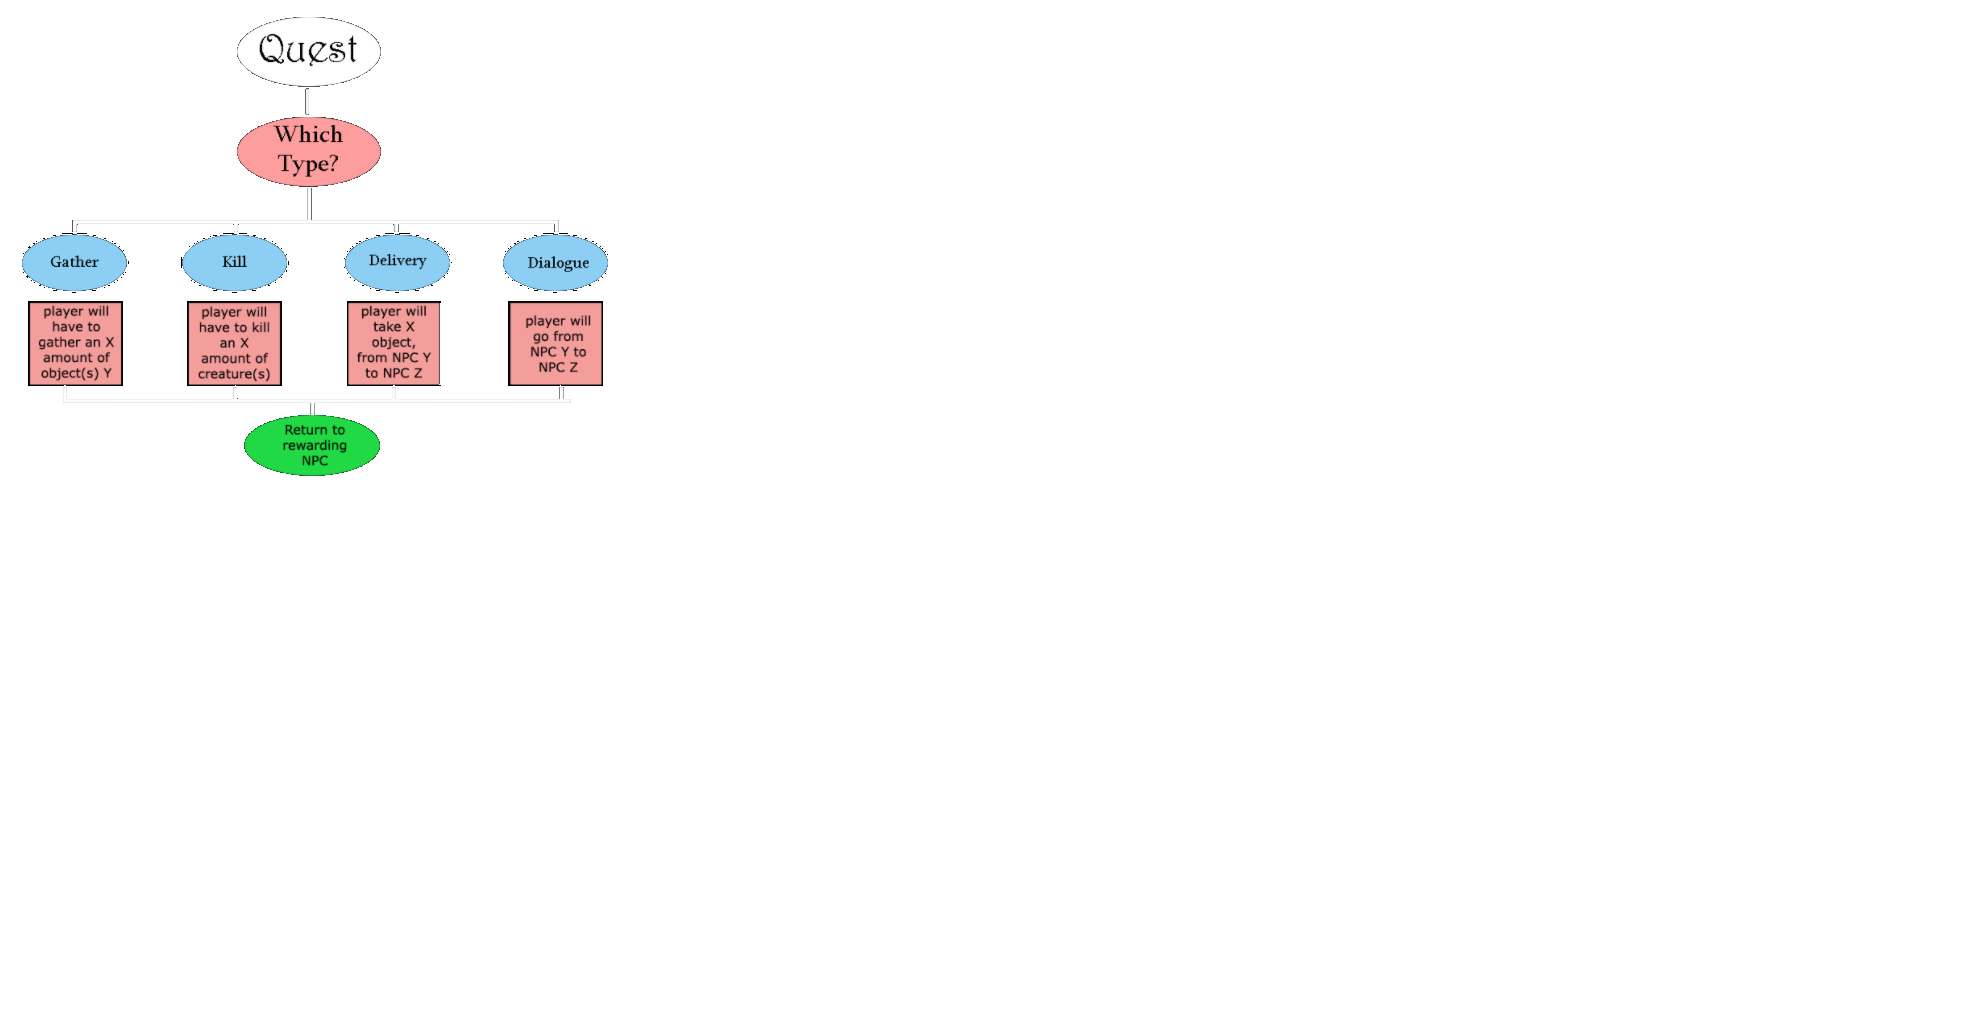 Quest
Which
Type?
Gather
Kill
Delivery
Dialogue
player will
have to
gather an X
amount of
object(s) Y
player will
have to kill
an X
amount of
creature(s)
player will
take X
object,
from NPC Y
to NPC Z
player will
go from
NPC Y to
NPC Z
Return to
rewarding
NPC